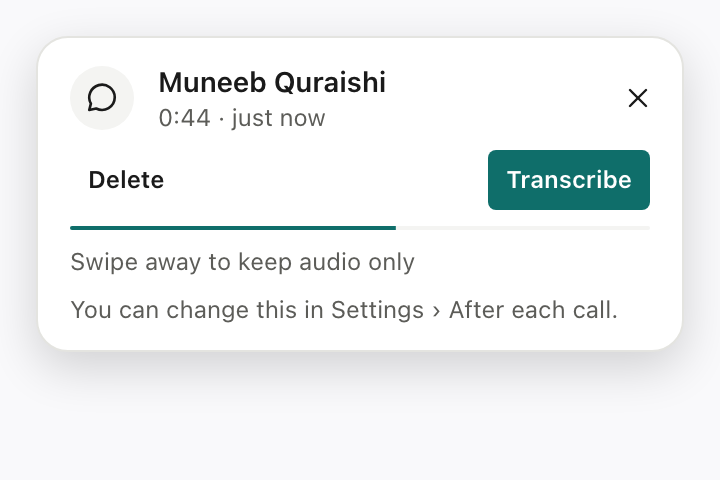 Muneeb Quraishi
0:44 · just now
Delete
Transcribe
Swipe away to keep audio only
You can change this in Settings › After each call.